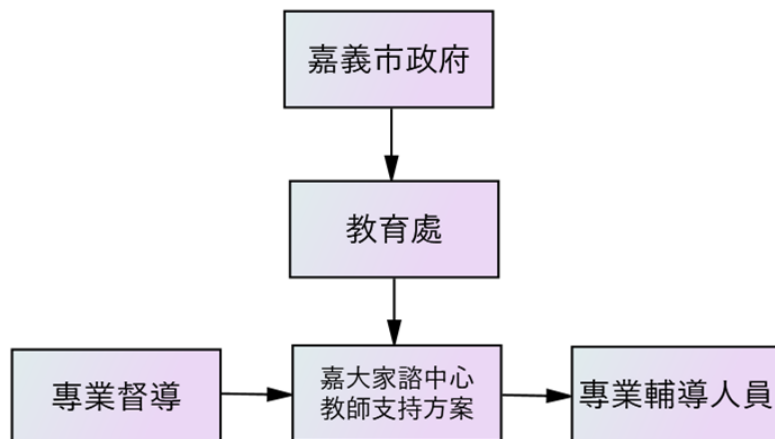 嘉義市政府
教育處
專業督導
嘉大家諮中心
教師支持方案
專業輔導人員